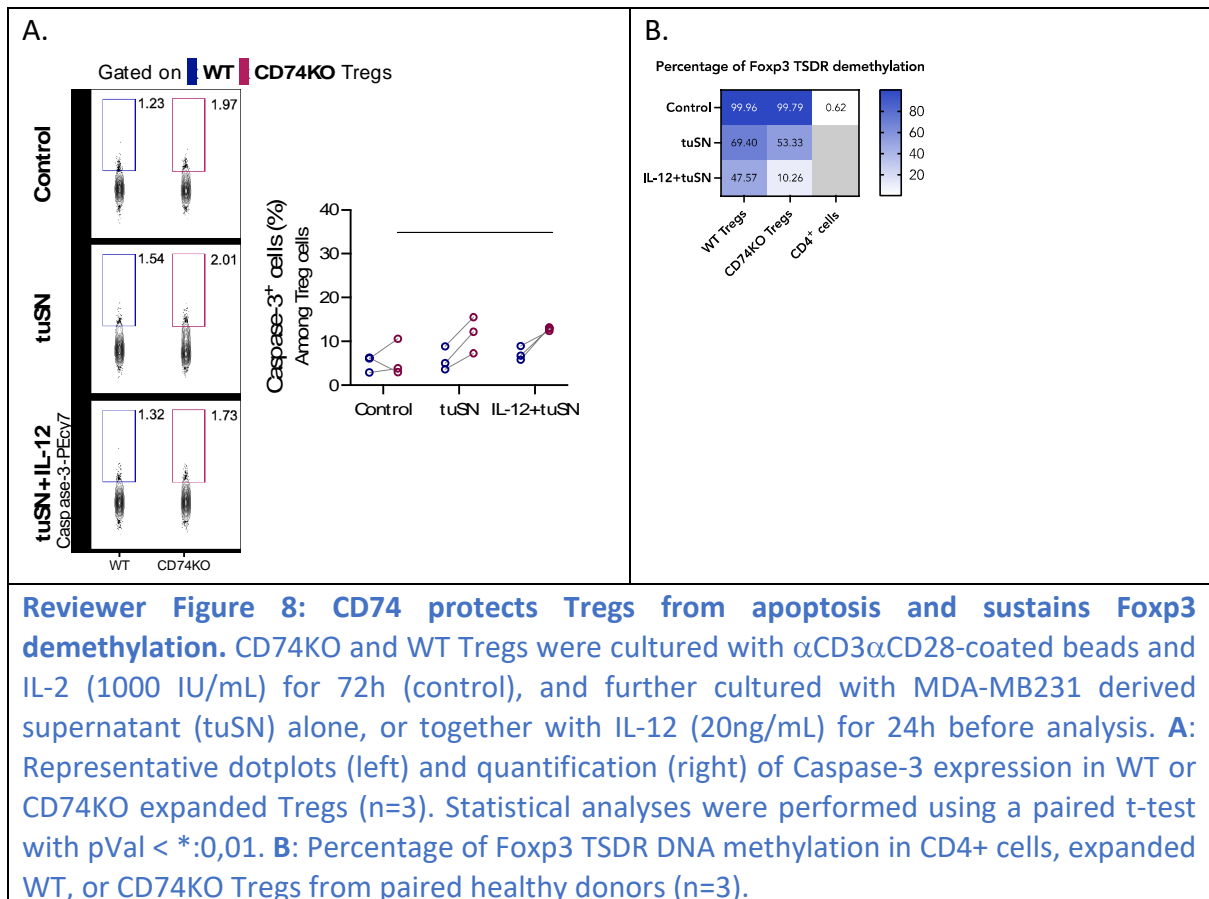 A.
Gated on WT CD74KO Tregs
Control
1.23
1.97
tuSN
1.54
2.01
tuSN+IL-12
1.32
1.73
Caspase-3-PEcy7
WT
CD74KO
Caspase-3+ cells (%)
Among Treg cells
40
30
20
10
0
Control
tuSN
IL-12+tuSN
B.
Percentage of Foxp3 TSDR demethylation
Control
99.96
99.79
0.62
tuSN
69.40
53.33
IL-12+tuSN
47.57
10.26
WT Tregs
CD74KO Tregs
CD4+ cells
80
60
40
20
Reviewer Figure 8: CD74 protects Tregs from apoptosis and sustains Foxp3
demethylation. CD74KO and WT Tregs were cultured with αCD3αCD28-coated beads and
IL-2 (1000 IU/mL) for 72h (control), and further cultured with MDA-MB231 derived
supernatant (tuSN) alone, or together with IL-12 (20ng/mL) for 24h before analysis. A:
Representative dotplots (left) and quantification (right) of Caspase-3 expression in WT or
CD74KO expanded Tregs (n=3). Statistical analyses were performed using a paired t-test
with pVal < *:0,01. B: Percentage of Foxp3 TSDR DNA methylation in CD4+ cells, expanded
WT, or CD74KO Tregs from paired healthy donors (n=3).